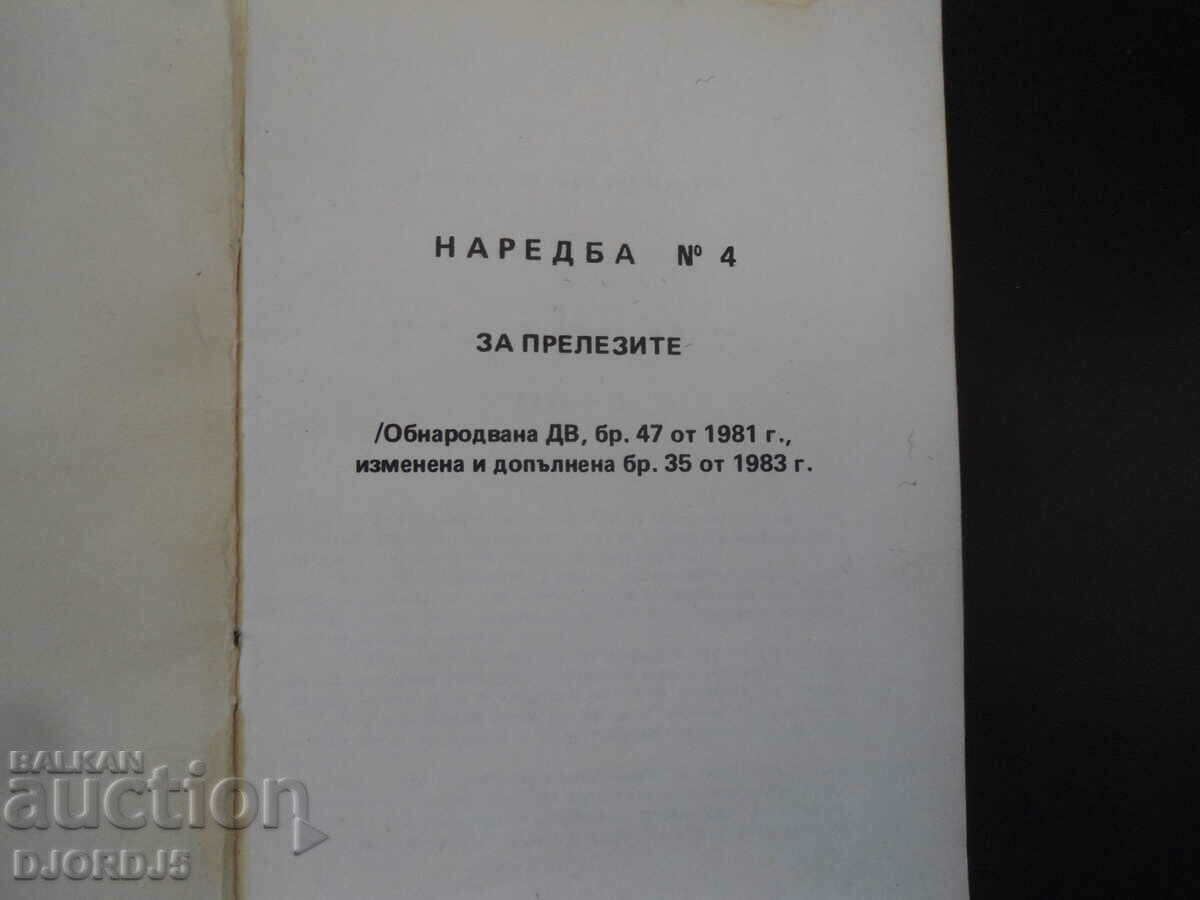 НАРЕДБА № 4
ЗА ПРЕЛЕЗИТЕ
/Обнародвана ДВ, бр. 47 от 1981 г.,
изменена и допълнена бр. 35 от 1983 г.
BALKAN
auction
DJORDJ5